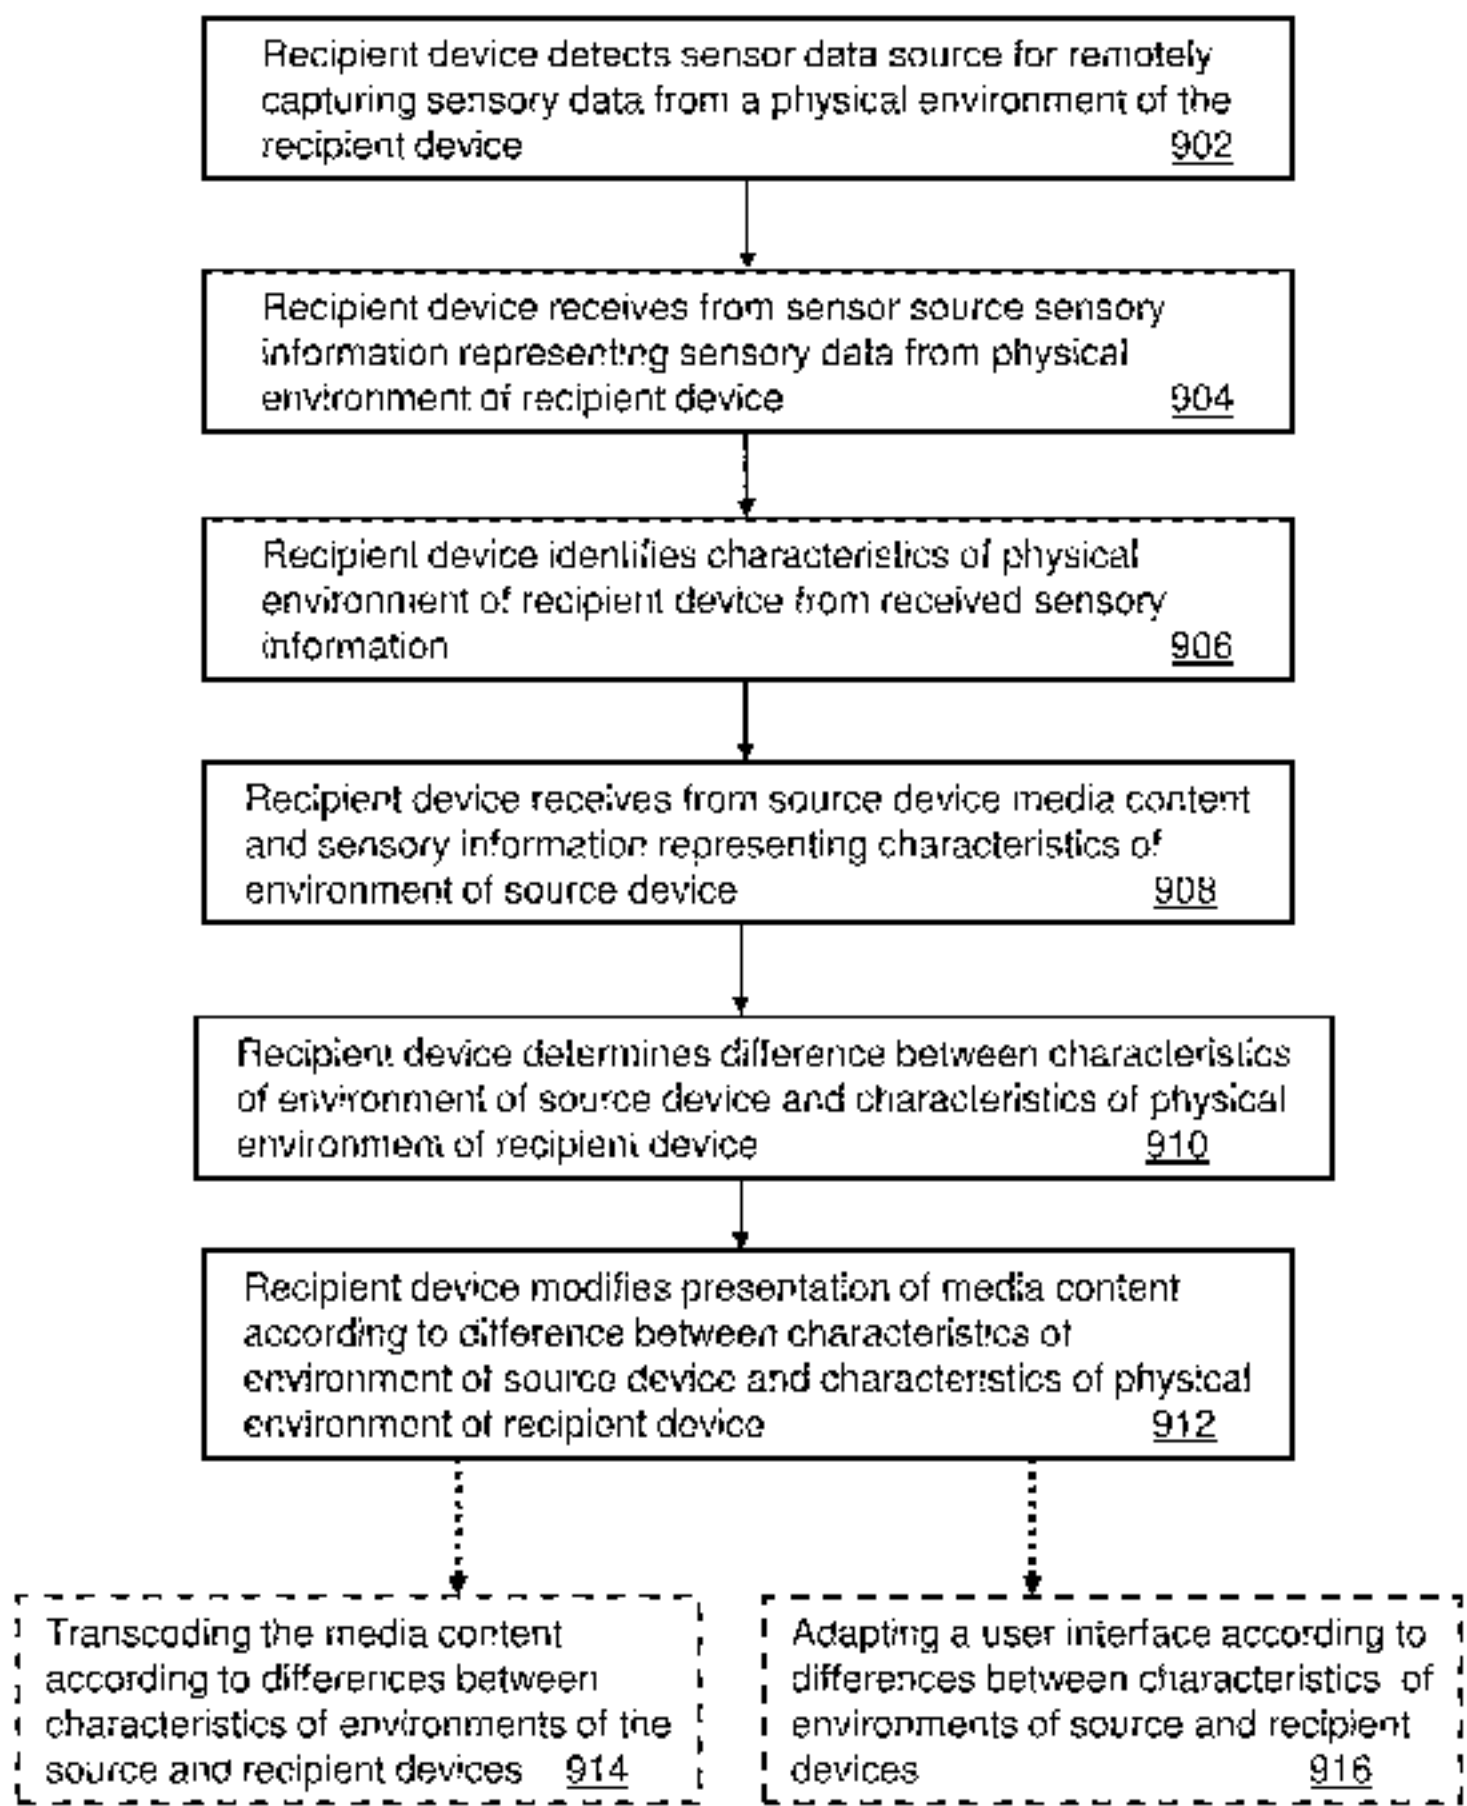 Recipient device detects sensor data source for remotely
capturing sensory data from a physical environment of the
recipient device 902
Recipient device receives from sensor source sensory
information representing sensory data from physical
environment of recipient device 904
Recipient device identifies characteristics of physical
environment of recipient device from received sensory
information 906
Recipient device receives from source device media content
and sensory information representing characteristics of
environment of source device 908
Recipient device determines difference between characteristics
of environment of source device and characteristics of physical
environment of recipient device 910
Recipient device modifies presentation of media content
according to difference between characteristics of
environment of source device and characteristics of physical
environment of recipient device 912
Transcoding the media content
according to differences between
characteristics of environments of the
source and recipient devices 914
Adapting a user interface according to
differences between characteristics of
environments of source and recipient
devices 916